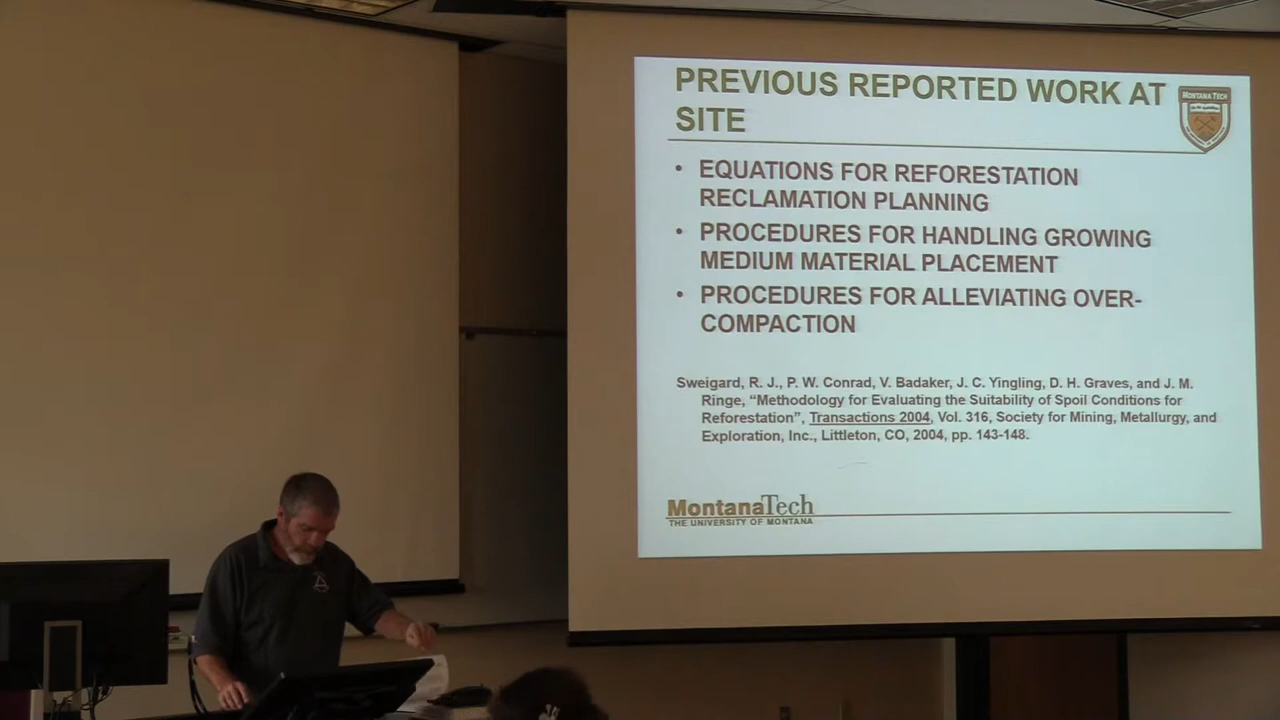 PREVIOUS REPORTED WORK AT
SITE
MONTANA TECH
• EQUATIONS FOR REFORESTATION
RECLAMATION PLANNING
• PROCEDURES FOR HANDLING GROWING
MEDIUM MATERIAL PLACEMENT
• PROCEDURES FOR ALLEVIATING OVER-
COMPACTION
Sweigard, R. J., P. W. Conrad, V. Badaker, J. C. Yingling, D. H. Graves, and J. M.
Ringe, “Methodology for Evaluating the Suitability of Spoil Conditions for
Reforestation”, Transactions 2004, Vol. 316, Society for Mining, Metallurgy, and
Exploration, Inc., Littleton, CO, 2004, pp. 143-148.
MontanaTech
THE UNIVERSITY OF MONTANA